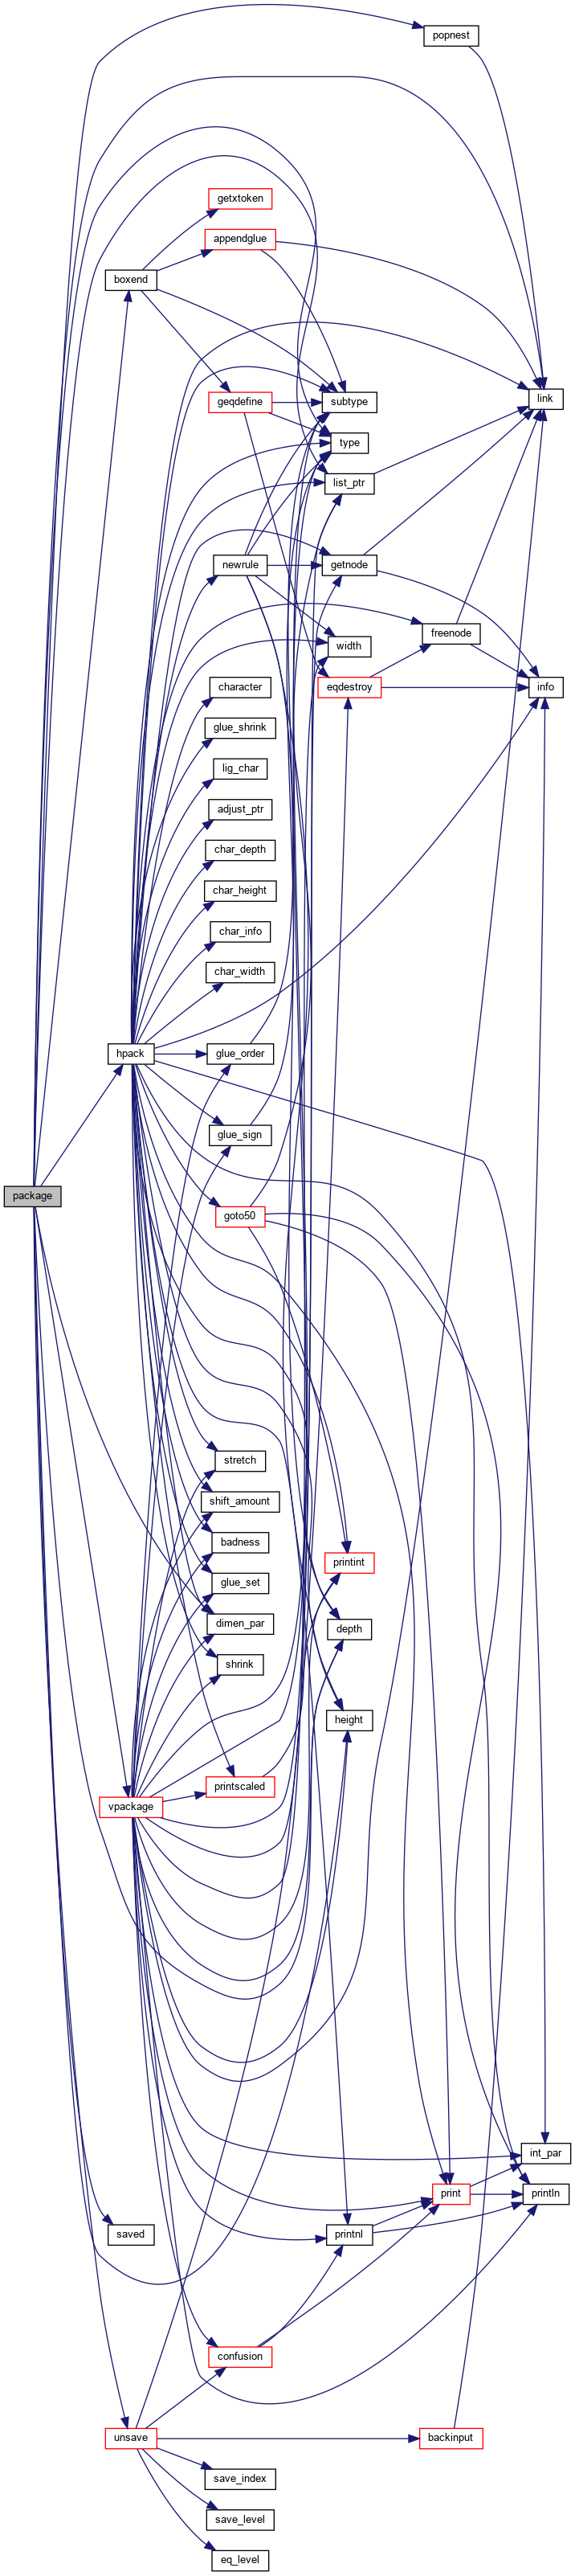 popnest
getxtoken
appendglue
boxend
link
geqdefine
subtype
type
list_ptr
newrule
getnode
freenode
width
character
eqdestroy
info
glue_shrink
lig_char
adjust_ptr
char_depth
char_height
char_info
char_width
hpack
glue_order
glue_sign
package
goto50
stretch
shift_amount
badness
printint
glue_set
dimen_par
depth
shrink
height
printscaled
vpackage
int_par
print
println
saved
printnl
confusion
unsave
backinput
save_index
save_level
eq_level